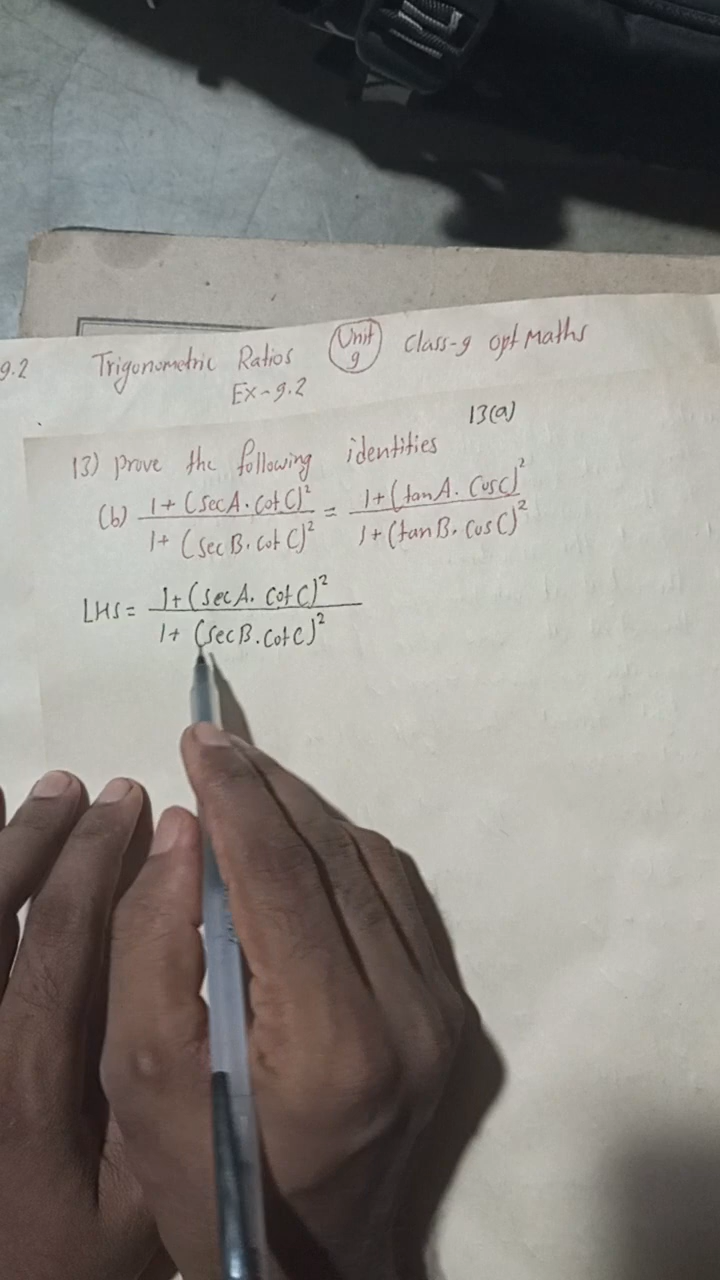 9.2 Trigonometric Ratios Unit 9 Class-9 opt Maths
Ex-9.2
13(a)
13) prove the following identities
(b) 1+(secA.CotC)² / 1+(secB.cotC)² = 1+(tanA.CosC)² / 1+(tanB.CosC)²
LHS = 1+(secA.CotC)² / 1+(secB.CotC)²